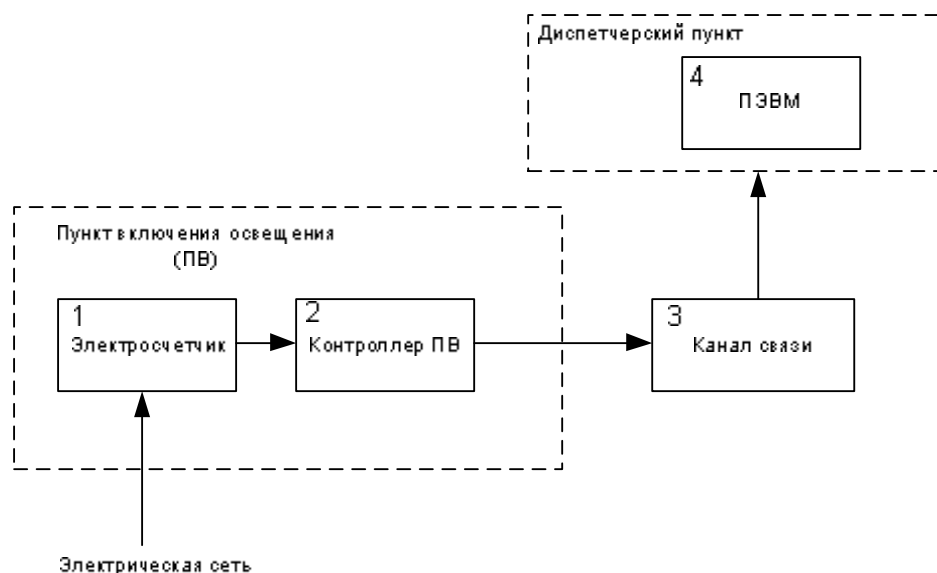 Диспетчерский пункт
4
ПЭВМ
Пункт включения освещения
(ПВ)
1
Электросчетчик
2
Контроллер ПВ
3
Канал связи
Электрическая сеть